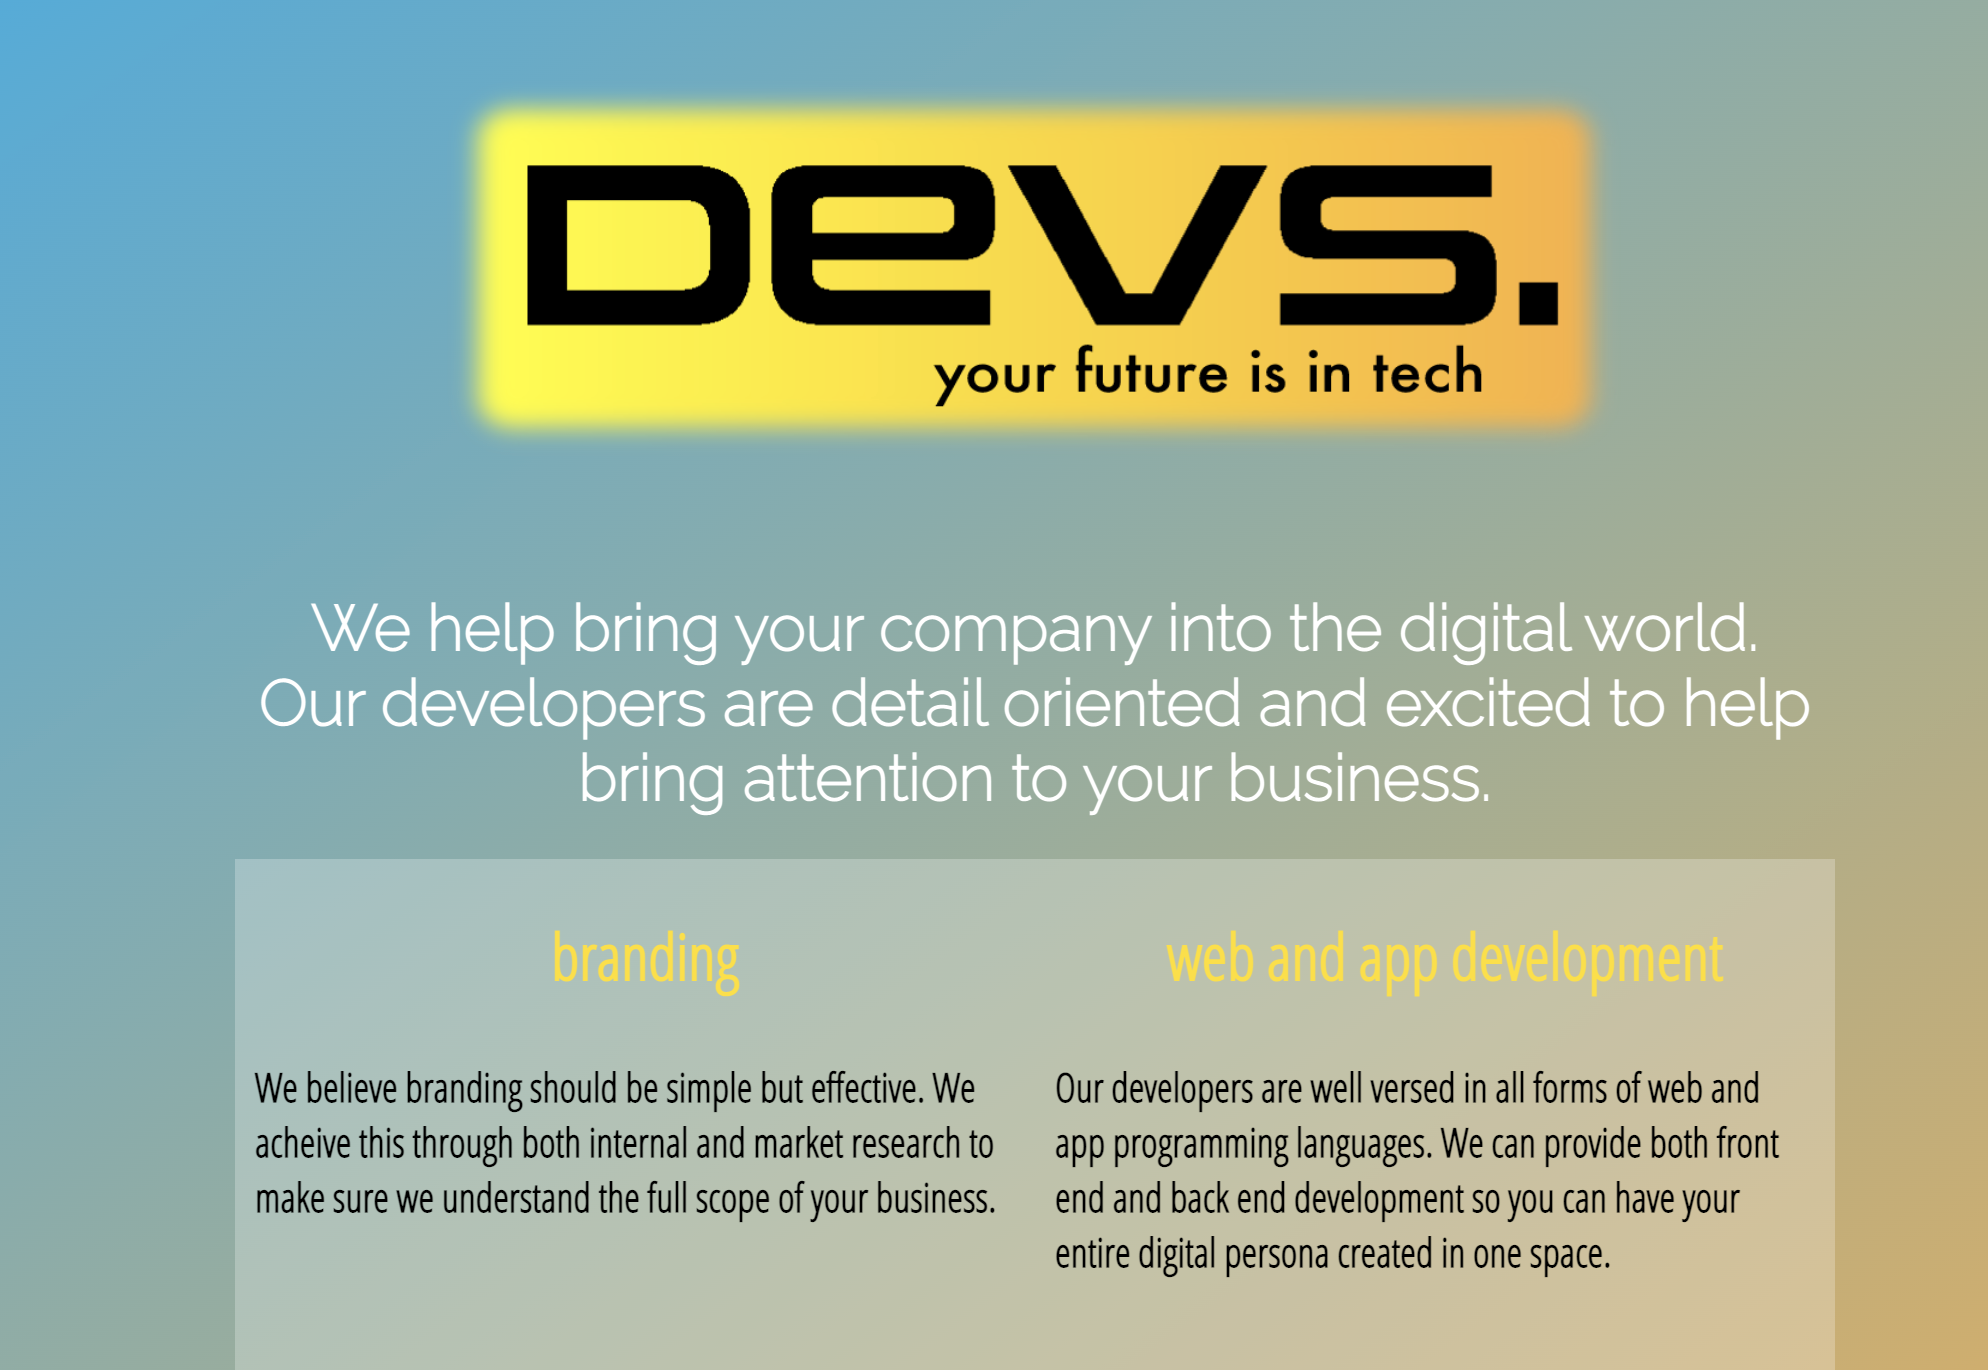 Devs.
your future is in tech
We help bring your company into the digital world.
Our developers are detail oriented and excited to help
bring attention to your business.
branding
We believe branding should be simple but effective. We
acheive this through both internal and market research to
make sure we understand the full scope of your business.
web and app development
Our developers are well versed in all forms of web and
app programming languages. We can provide both front
end and back end development so you can have your
entire digital persona created in one space.